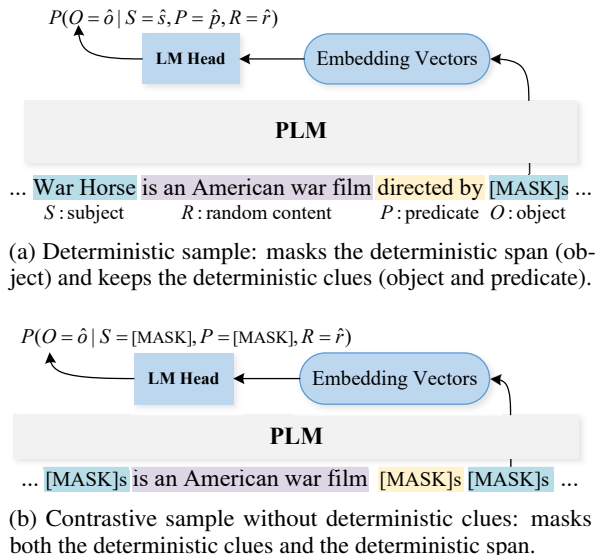 P(O = ô | S = ŝ, P = p̂, R = r̂)
LM Head
Embedding Vectors
PLM
... War Horse is an American war film directed by [MASK]s ...
S : subject R : random content P : predicate O : object
(a) Deterministic sample: masks the deterministic span (ob-
ject) and keeps the deterministic clues (object and predicate).
P(O = ô | S = [MASK], P = [MASK], R = r̂)
LM Head
Embedding Vectors
PLM
... [MASK]s is an American war film [MASK]s [MASK]s ...
(b) Contrastive sample without deterministic clues: masks
both the deterministic clues and the deterministic span.